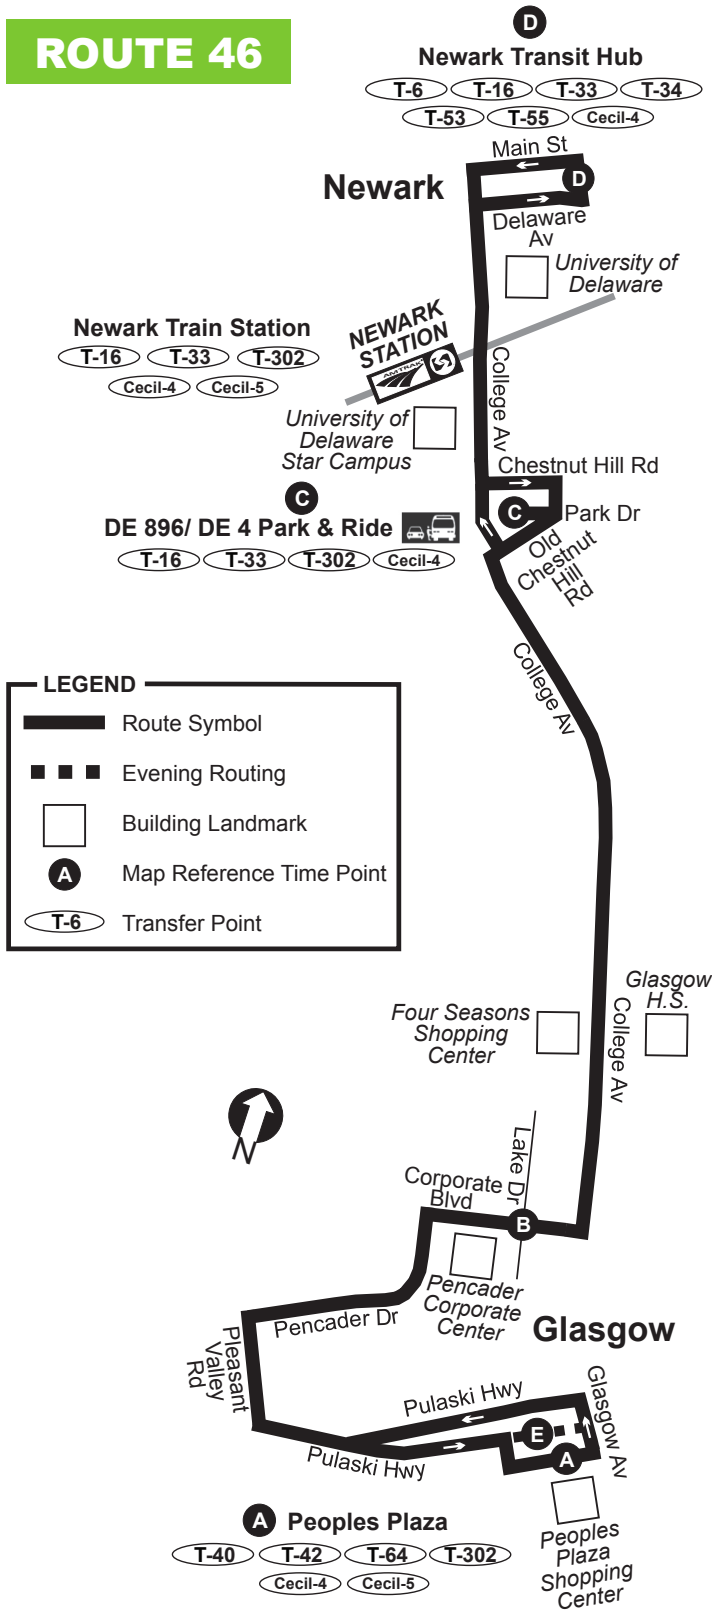 ROUTE 46
D
Newark Transit Hub
T-6 T-16 T-33 T-34
T-53 T-55 Cecil-4
Main St
Newark
D
Delaware
Av
University of
Delaware
Newark Train Station
T-16 T-33 T-302
Cecil-4 Cecil-5
NEWARK
STATION
AMTRAK
S
College Av
University of
Delaware
Star Campus
Chestnut Hill Rd
C
C
Park Dr
DE 896/ DE 4 Park & Ride
T-16 T-33 T-302 Cecil-4
Old
Chestnut
Hill
Rd
College Av
LEGEND
Route Symbol
Evening Routing
Building Landmark
A Map Reference Time Point
T-6 Transfer Point
Glasgow
H.S.
Four Seasons
Shopping
Center
College Av
N
Lake Dr
Corporate
Blvd
B
Pencader
Corporate
Center
Glasgow
Pencader Dr
Pleasant
Valley
Rd
Pulaski Hwy
Glasgow Av
E
A
Pulaski Hwy
A Peoples Plaza
T-40 T-42 T-64 T-302
Cecil-4 Cecil-5
Peoples
Plaza
Shopping
Center